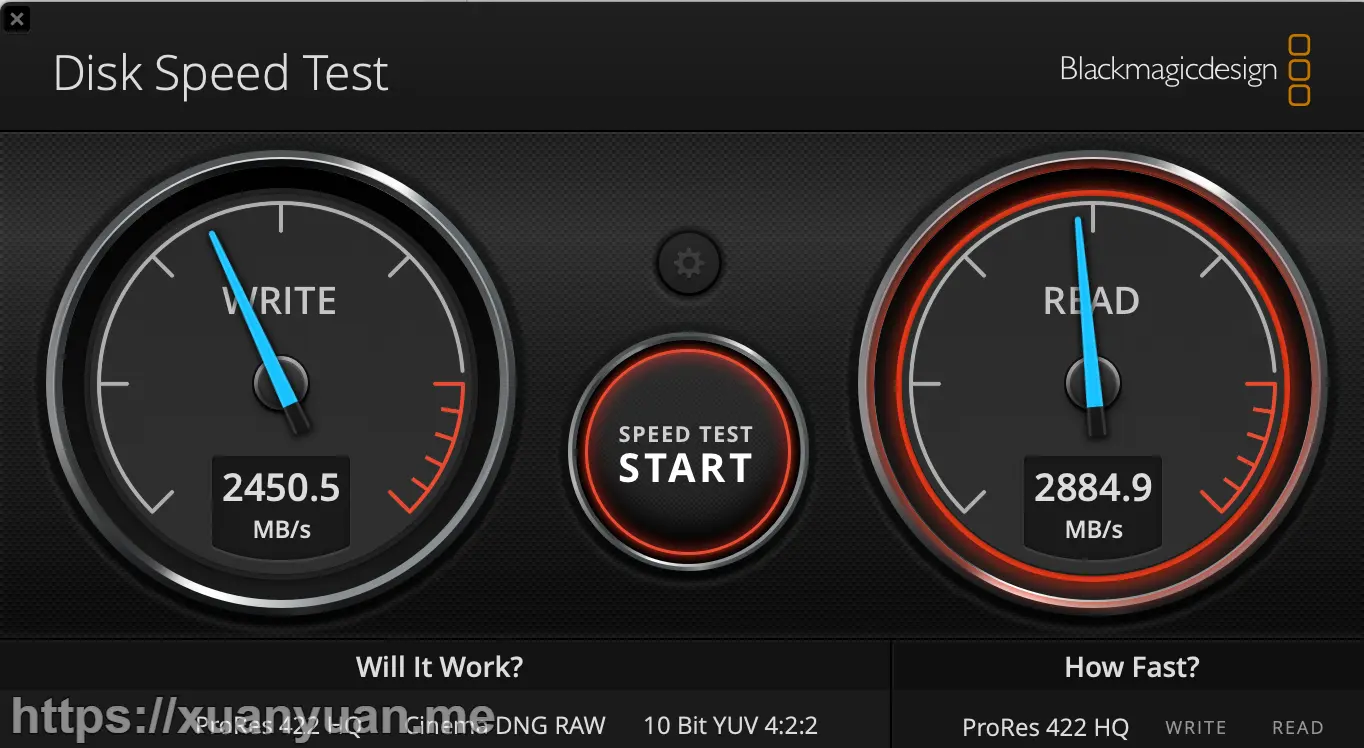 Disk Speed Test
Blackmagicdesign
WRITE
2450.5
MB/s
SPEED TEST
START
READ
2884.9
MB/s
Will It Work?
How Fast?
ProRes 422 HQ Cinema DNG RAW 10 Bit YUV 4:2:2
ProRes 422 HQ WRITE READ
https://xuanyuan.me